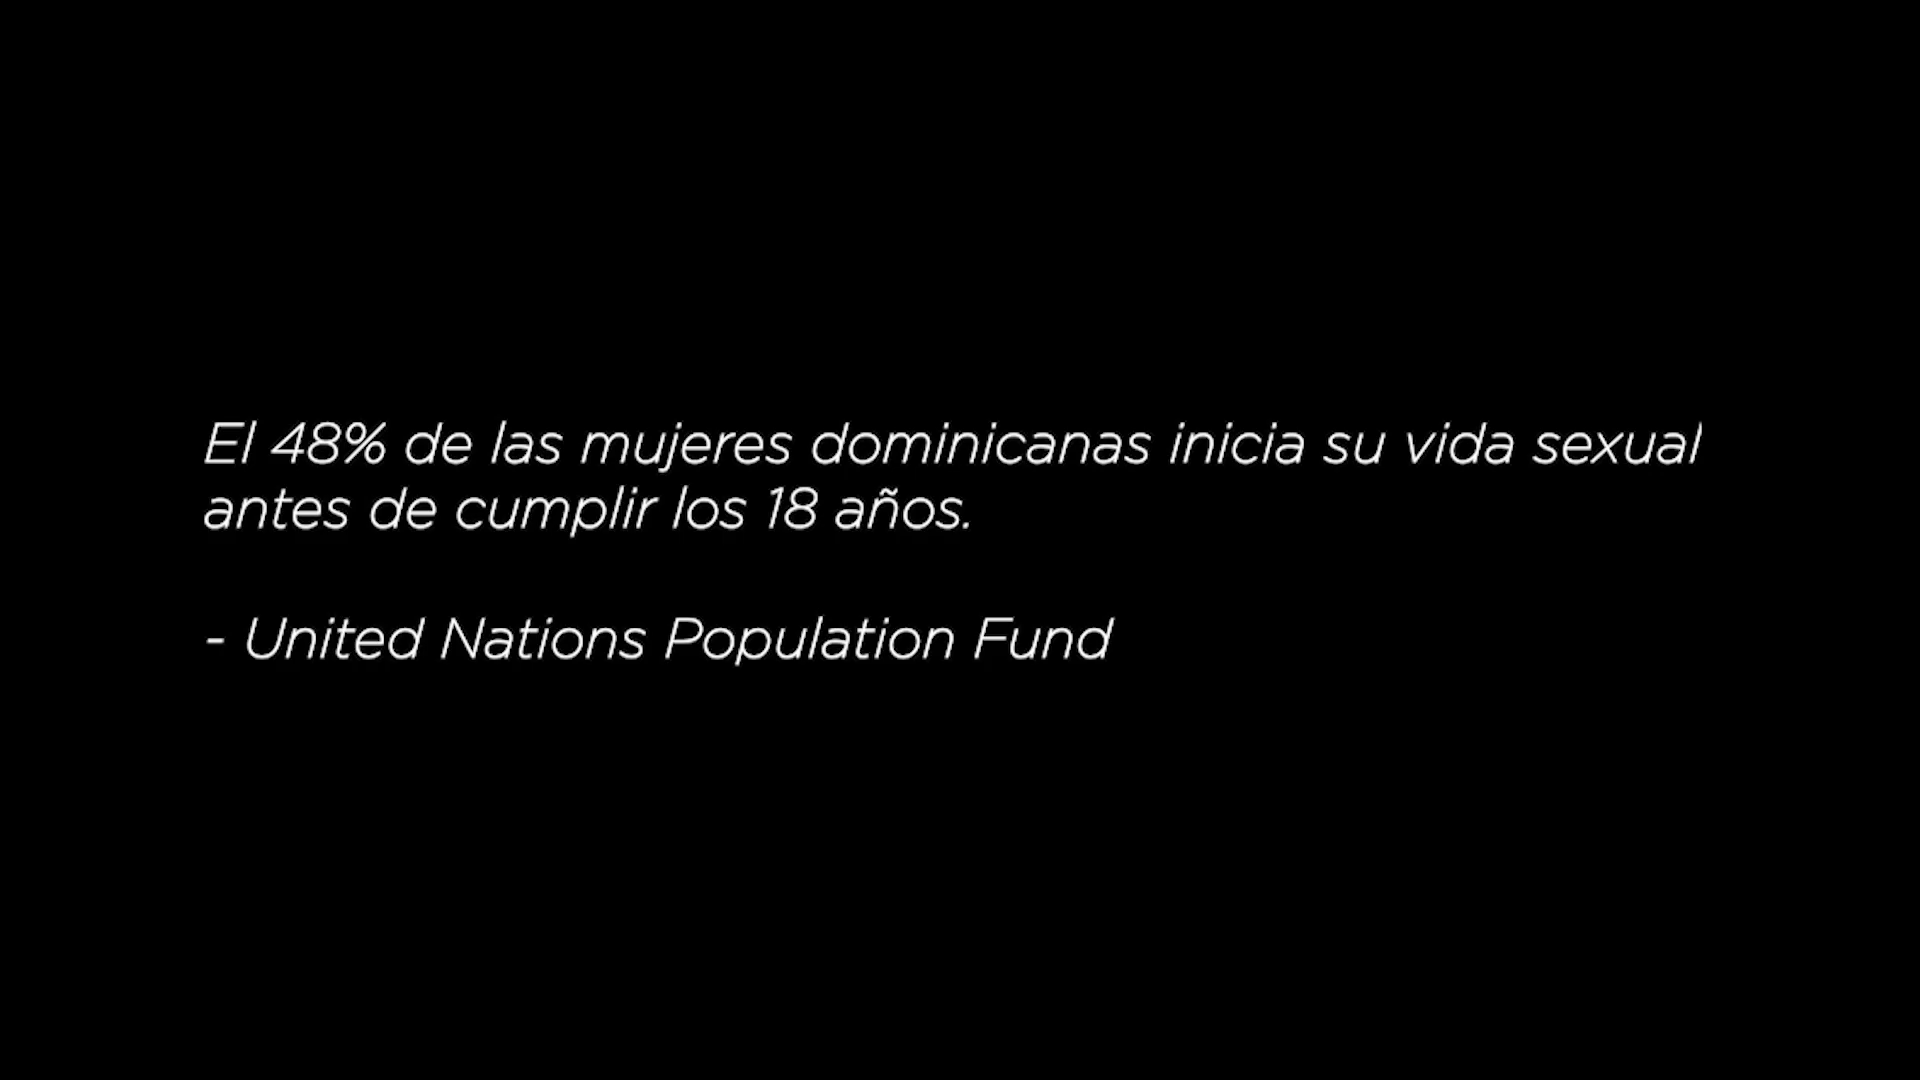 El 48% de las mujeres dominicanas inicia su vida sexual
antes de cumplir los 18 años.
- United Nations Population Fund